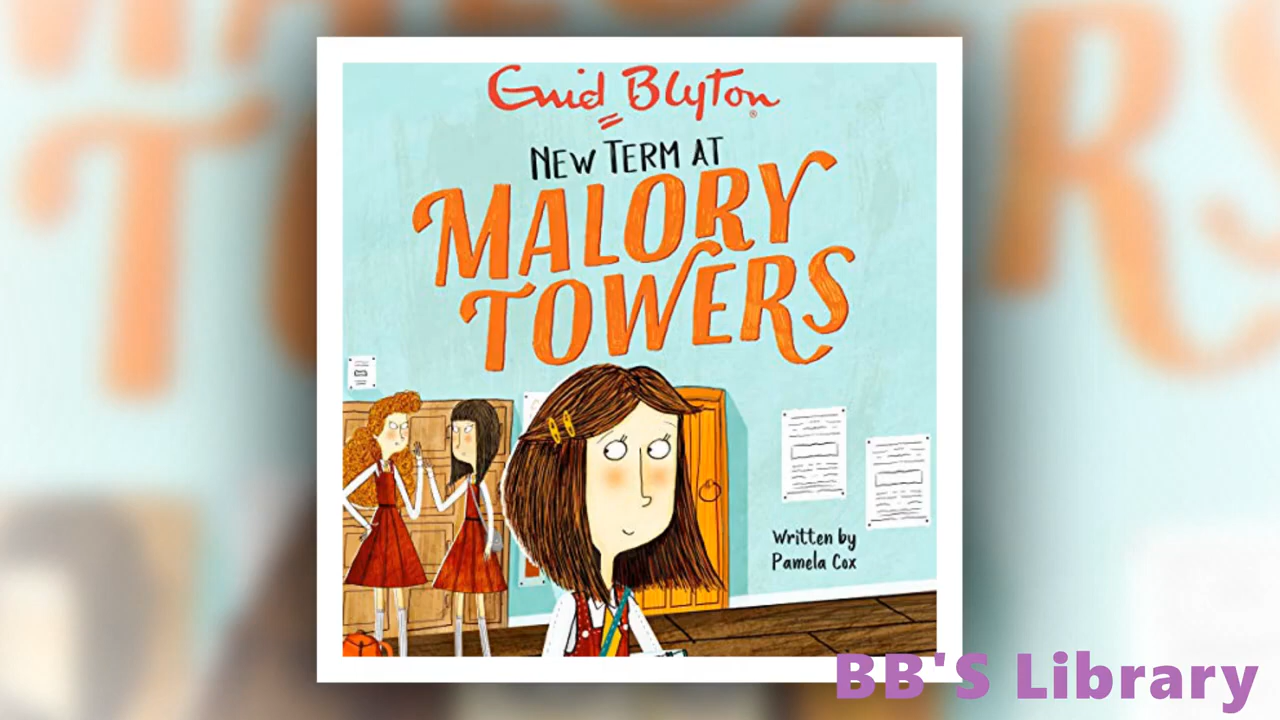 Enid Blyton®
NEW TERM AT
MALORY
TOWERS
Written by
Pamela Cox
BB'S Library